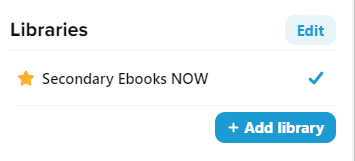 Libraries
Edit
Secondary Ebooks NOW
+ Add library